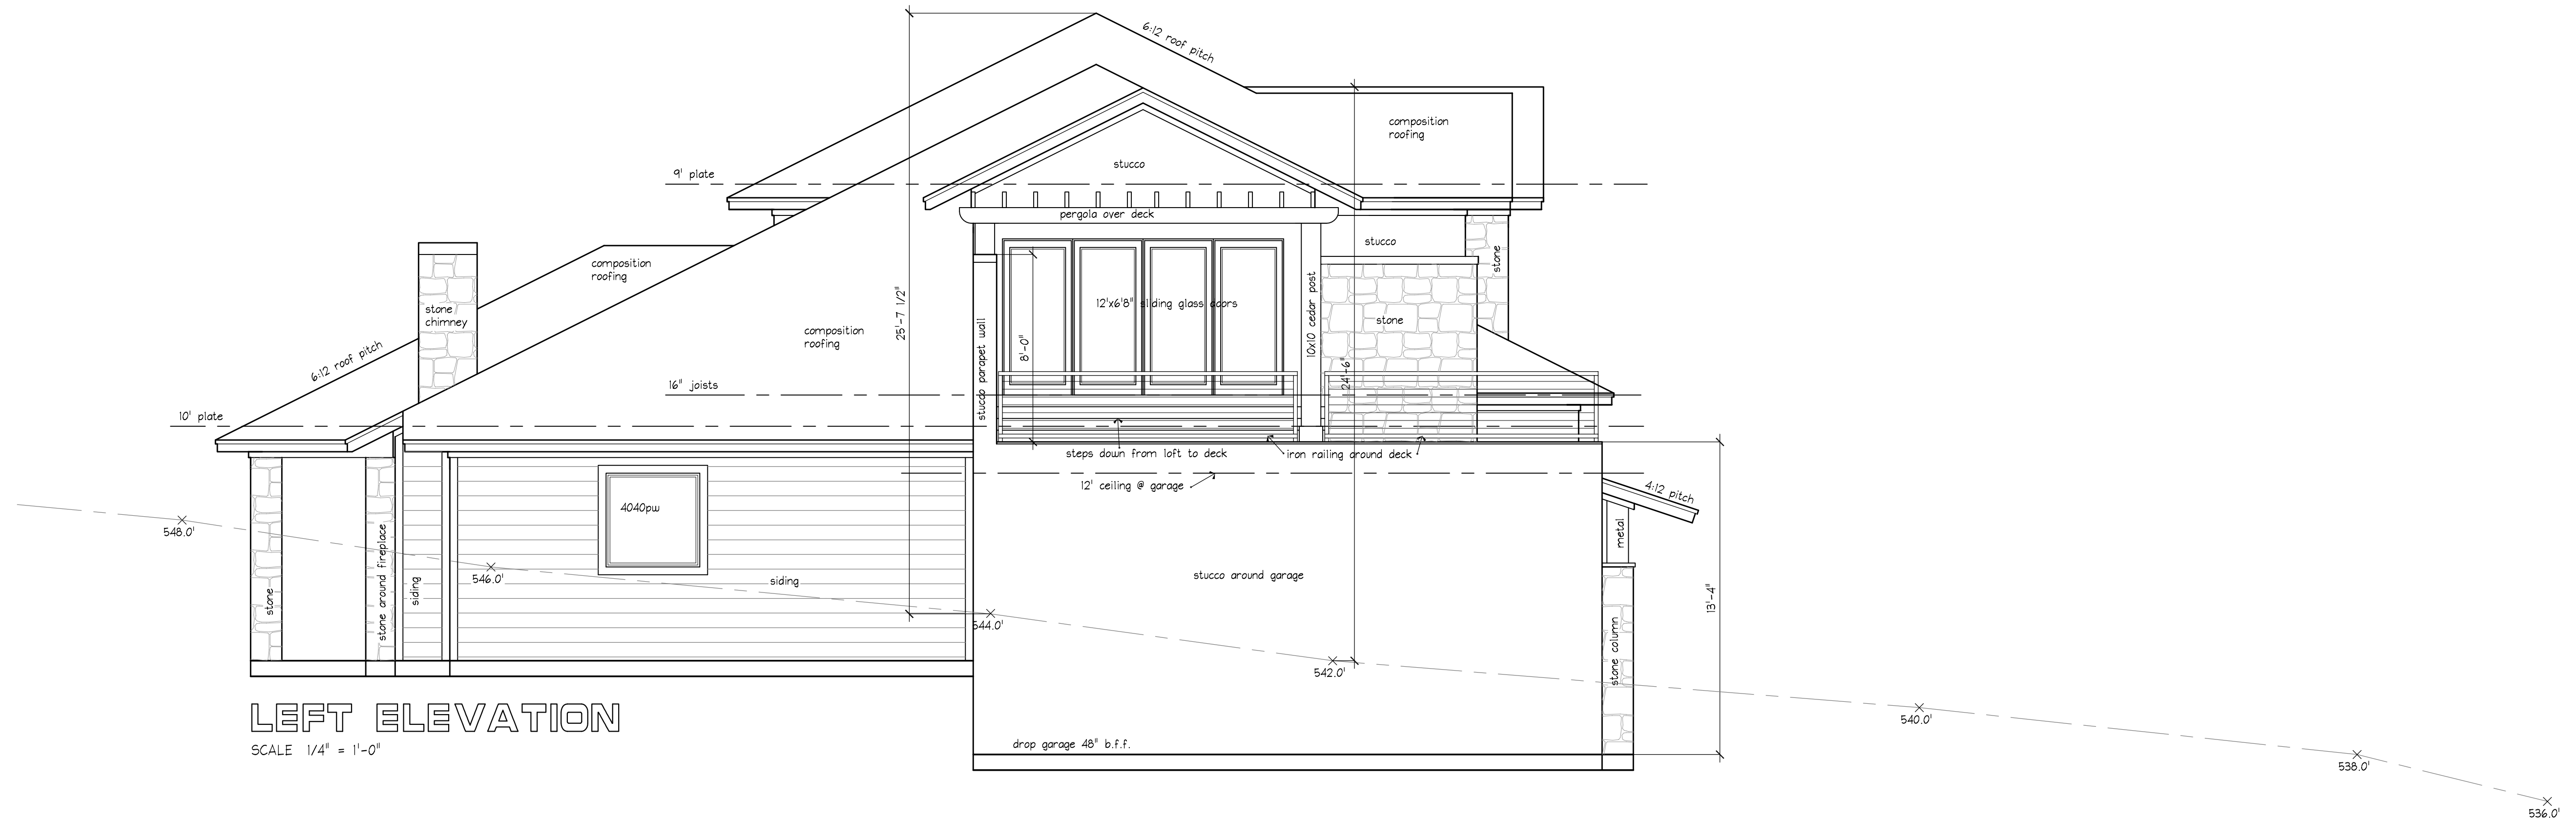 6:12 roof pitch
composition
roofing
stucco
9' plate
pergola over deck
stucco
stone
composition
roofing
stone
chimney
12'x6'8" sliding glass doors
25'-7 1/2"
10x10 cedar post
stone
composition
roofing
8'-0"
stucco parapet wall
24'-6"
6:12 roof pitch
16" joists
10' plate
steps down from loft to deck
iron railing around deck
12' ceiling @ garage
4:12 pitch
4040pw
548.0'
metal
stone around fireplace
546.0'
siding
siding
stucco around garage
stone
13'-4"
544.0'
stone column
542.0'
LEFT ELEVATION
SCALE 1/4" = 1'-0"
540.0'
drop garage 48" b.f.f.
538.0'
536.0'